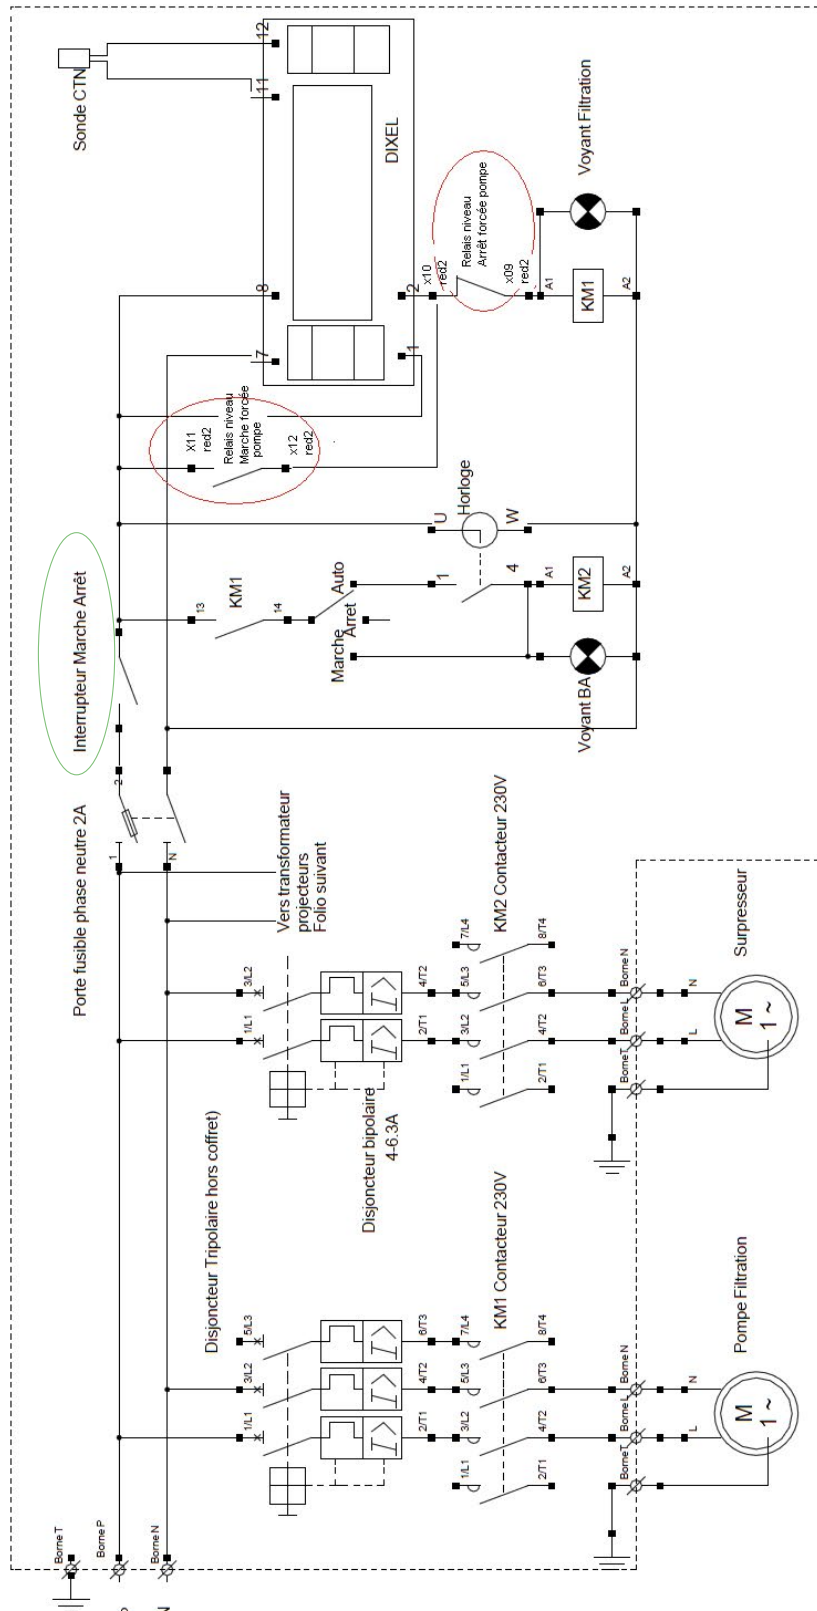 Borne T
Borne P
Borne N
P
N
Porte fusible phase neutre 2A
1
2
N
Interrupteur Marche Arrêt
Sonde CTN
Disjoncteur Tripolaire hors coffret)
1/L1
3/L2
5/L3
2/T1
4/T2
6/T3
1/L1
3/L2
4/T2
2/T1
Disjoncteur bipolaire
4-6.3A
Vers transformateur
projecteurs
Folio suivant
13
KM1
14
Marche
Arret
Auto
X11
red2
Relais niveau
Marche forcée
pompe
x12
red2
7
8
11
12
1
2
DIXEL
x10
red2
Relais niveau
Arrêt forcée pompe
x09
red2
U
Horloge
W
1
4
A1
KM2
A2
Voyant BA
A1
KM1
A2
Voyant Filtration
1/L1
3/L2
5/L3
7/L4
KM1 Contacteur 230V
2/T1
4/T2
6/T3
8/T4
1/L1
3/L2
5/L3
7/L4
KM2 Contacteur 230V
2/T1
4/T2
6/T3
8/T4
Borne T
Borne L
Borne N
L
N
M
1 ~
Pompe Filtration
Borne T
Borne L
Borne N
L
N
M
1 ~
Surpresseur